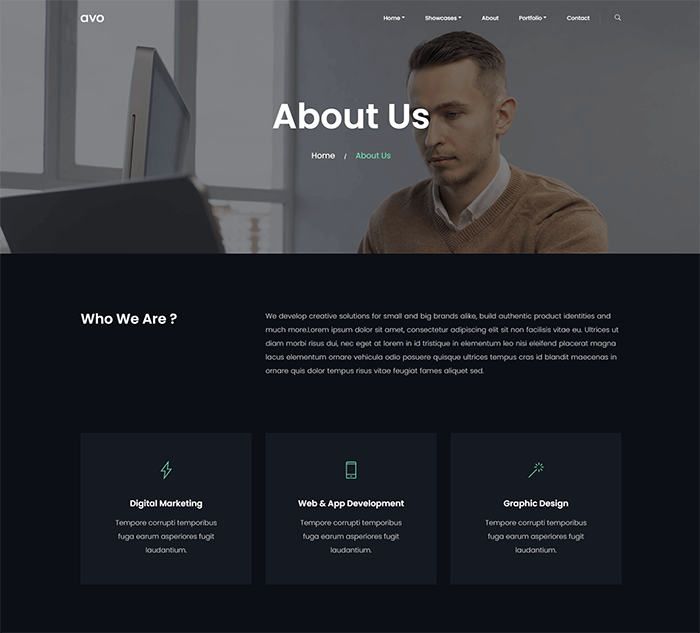 avo
Home Showcases About Portfolio Contact
About Us
Home / About Us
Who We Are ?
We develop creative solutions for small and big brands alike, build authentic product identities and
much more.Lorem ipsum dolor sit amet, consectetur adipiscing elit sit non facilisis vitae eu. Ultrices ut
diam morbi risus dui, nec eget at lorem in id tristique in elementum leo nisi eleifend placerat magna
lacus elementum ornare vehicula odio posuere quisque ultrices tempus cras id blandit maecenas in
ornare quis dolor tempus risus vitae feugiat fames aliquet sed.
Digital Marketing
Tempore corrupti temporibus
fuga earum asperiores fugit
laudantium.
Web & App Development
Tempore corrupti temporibus
fuga earum asperiores fugit
laudantium.
Graphic Design
Tempore corrupti temporibus
fuga earum asperiores fugit
laudantium.